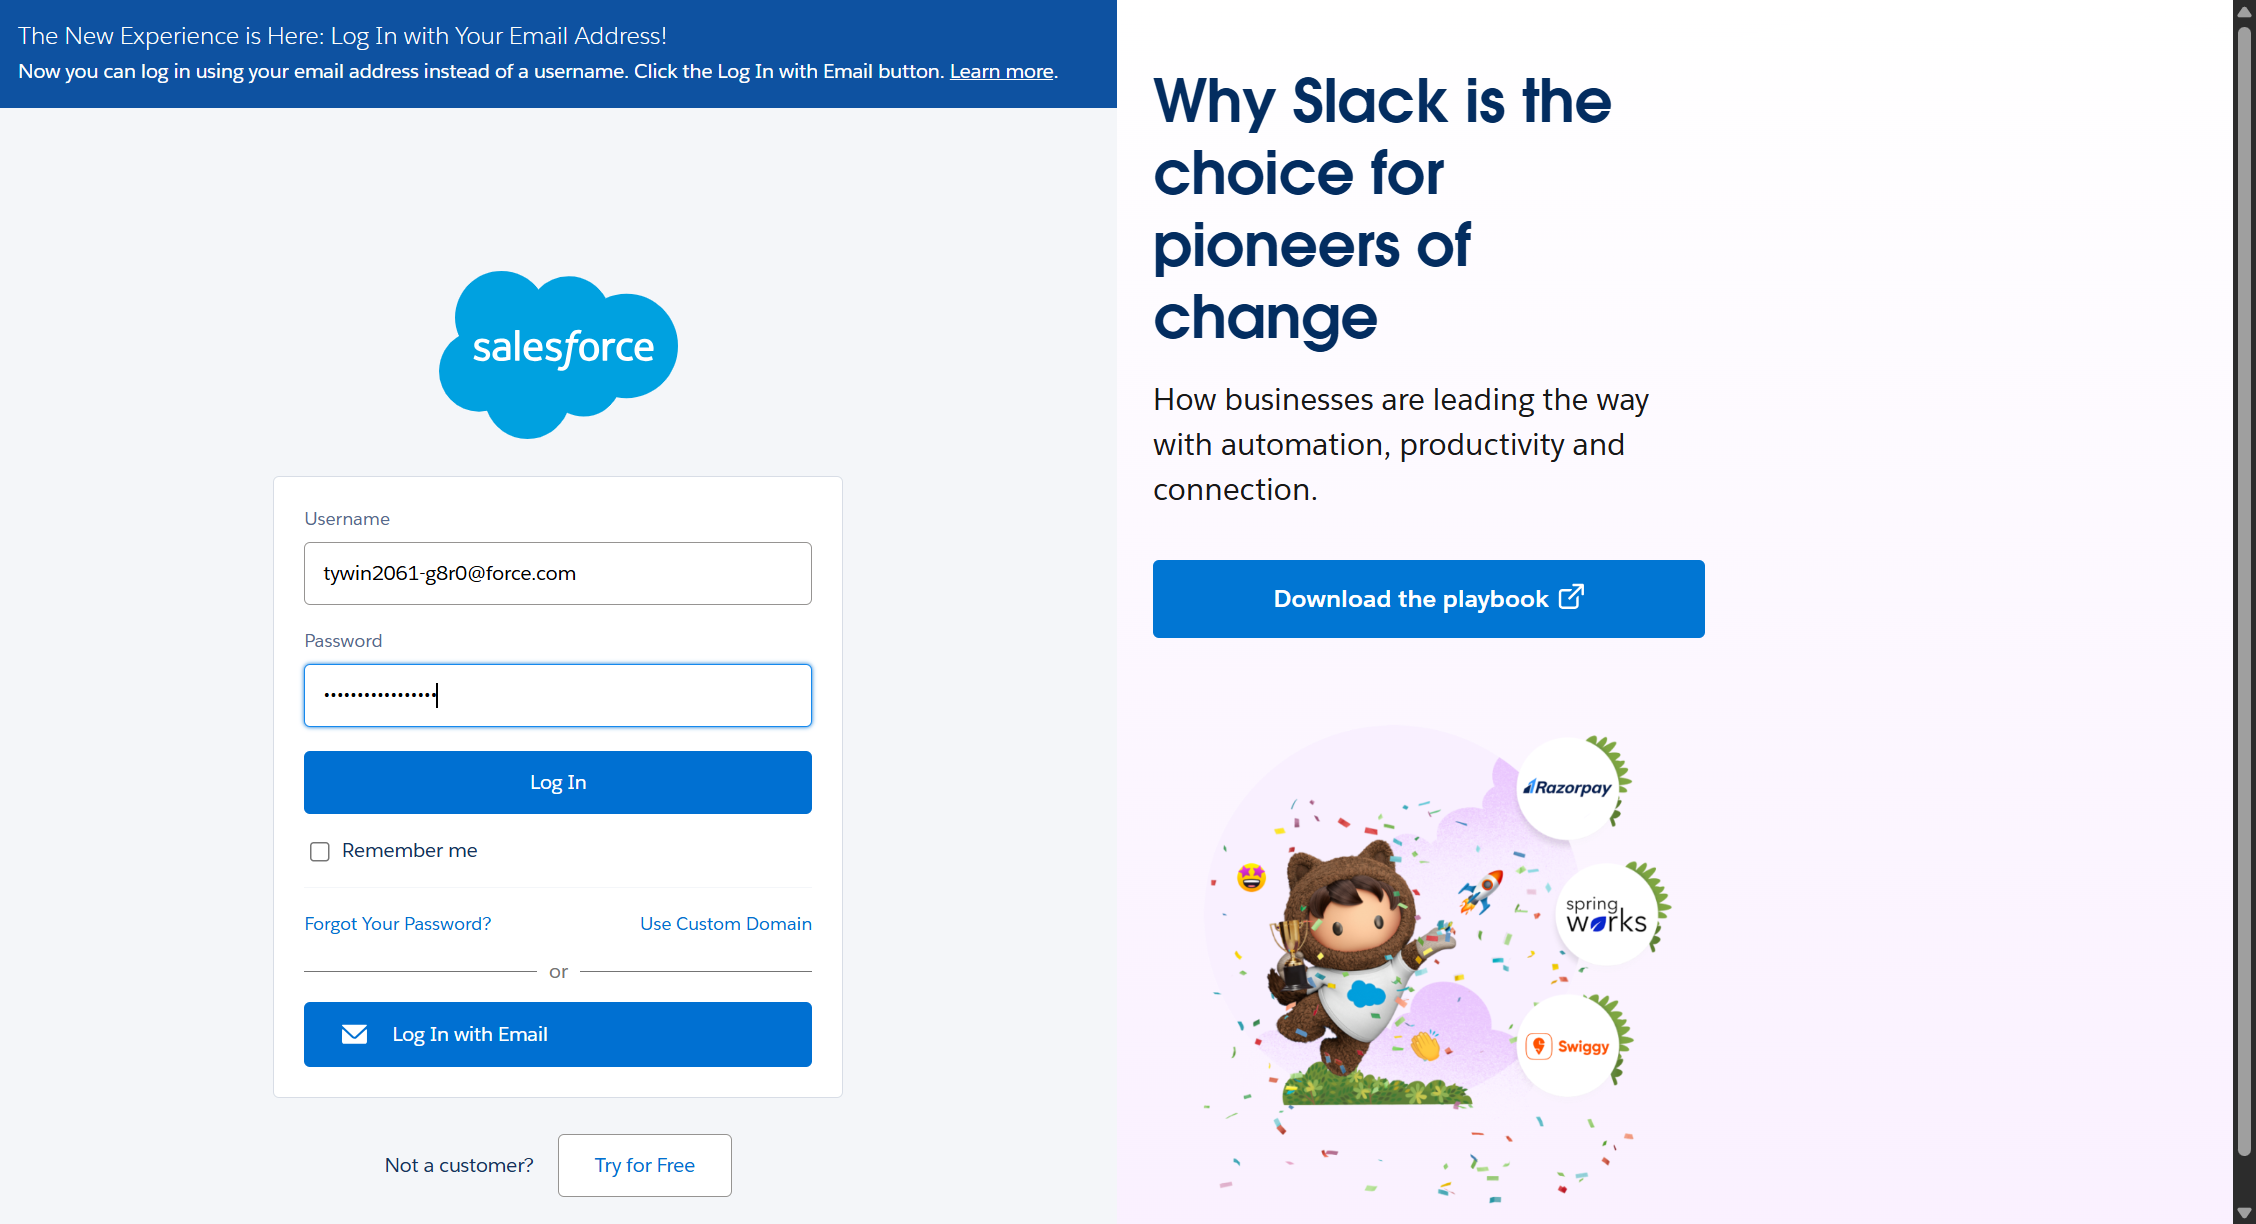 The New Experience is Here: Log In with Your Email Address!
Now you can log in using your email address instead of a username. Click the Log In with Email button. Learn more.
salesforce
Username
tywin2061-g8r0@force.com
Password
•••••••••••••••••
Log In
Remember me
Forgot Your Password?
Use Custom Domain
or
Log In with Email
Not a customer?
Try for Free
Why Slack is the
choice for
pioneers of
change
How businesses are leading the way
with automation, productivity and
connection.
Download the playbook
Razorpay
spring
works
Swiggy